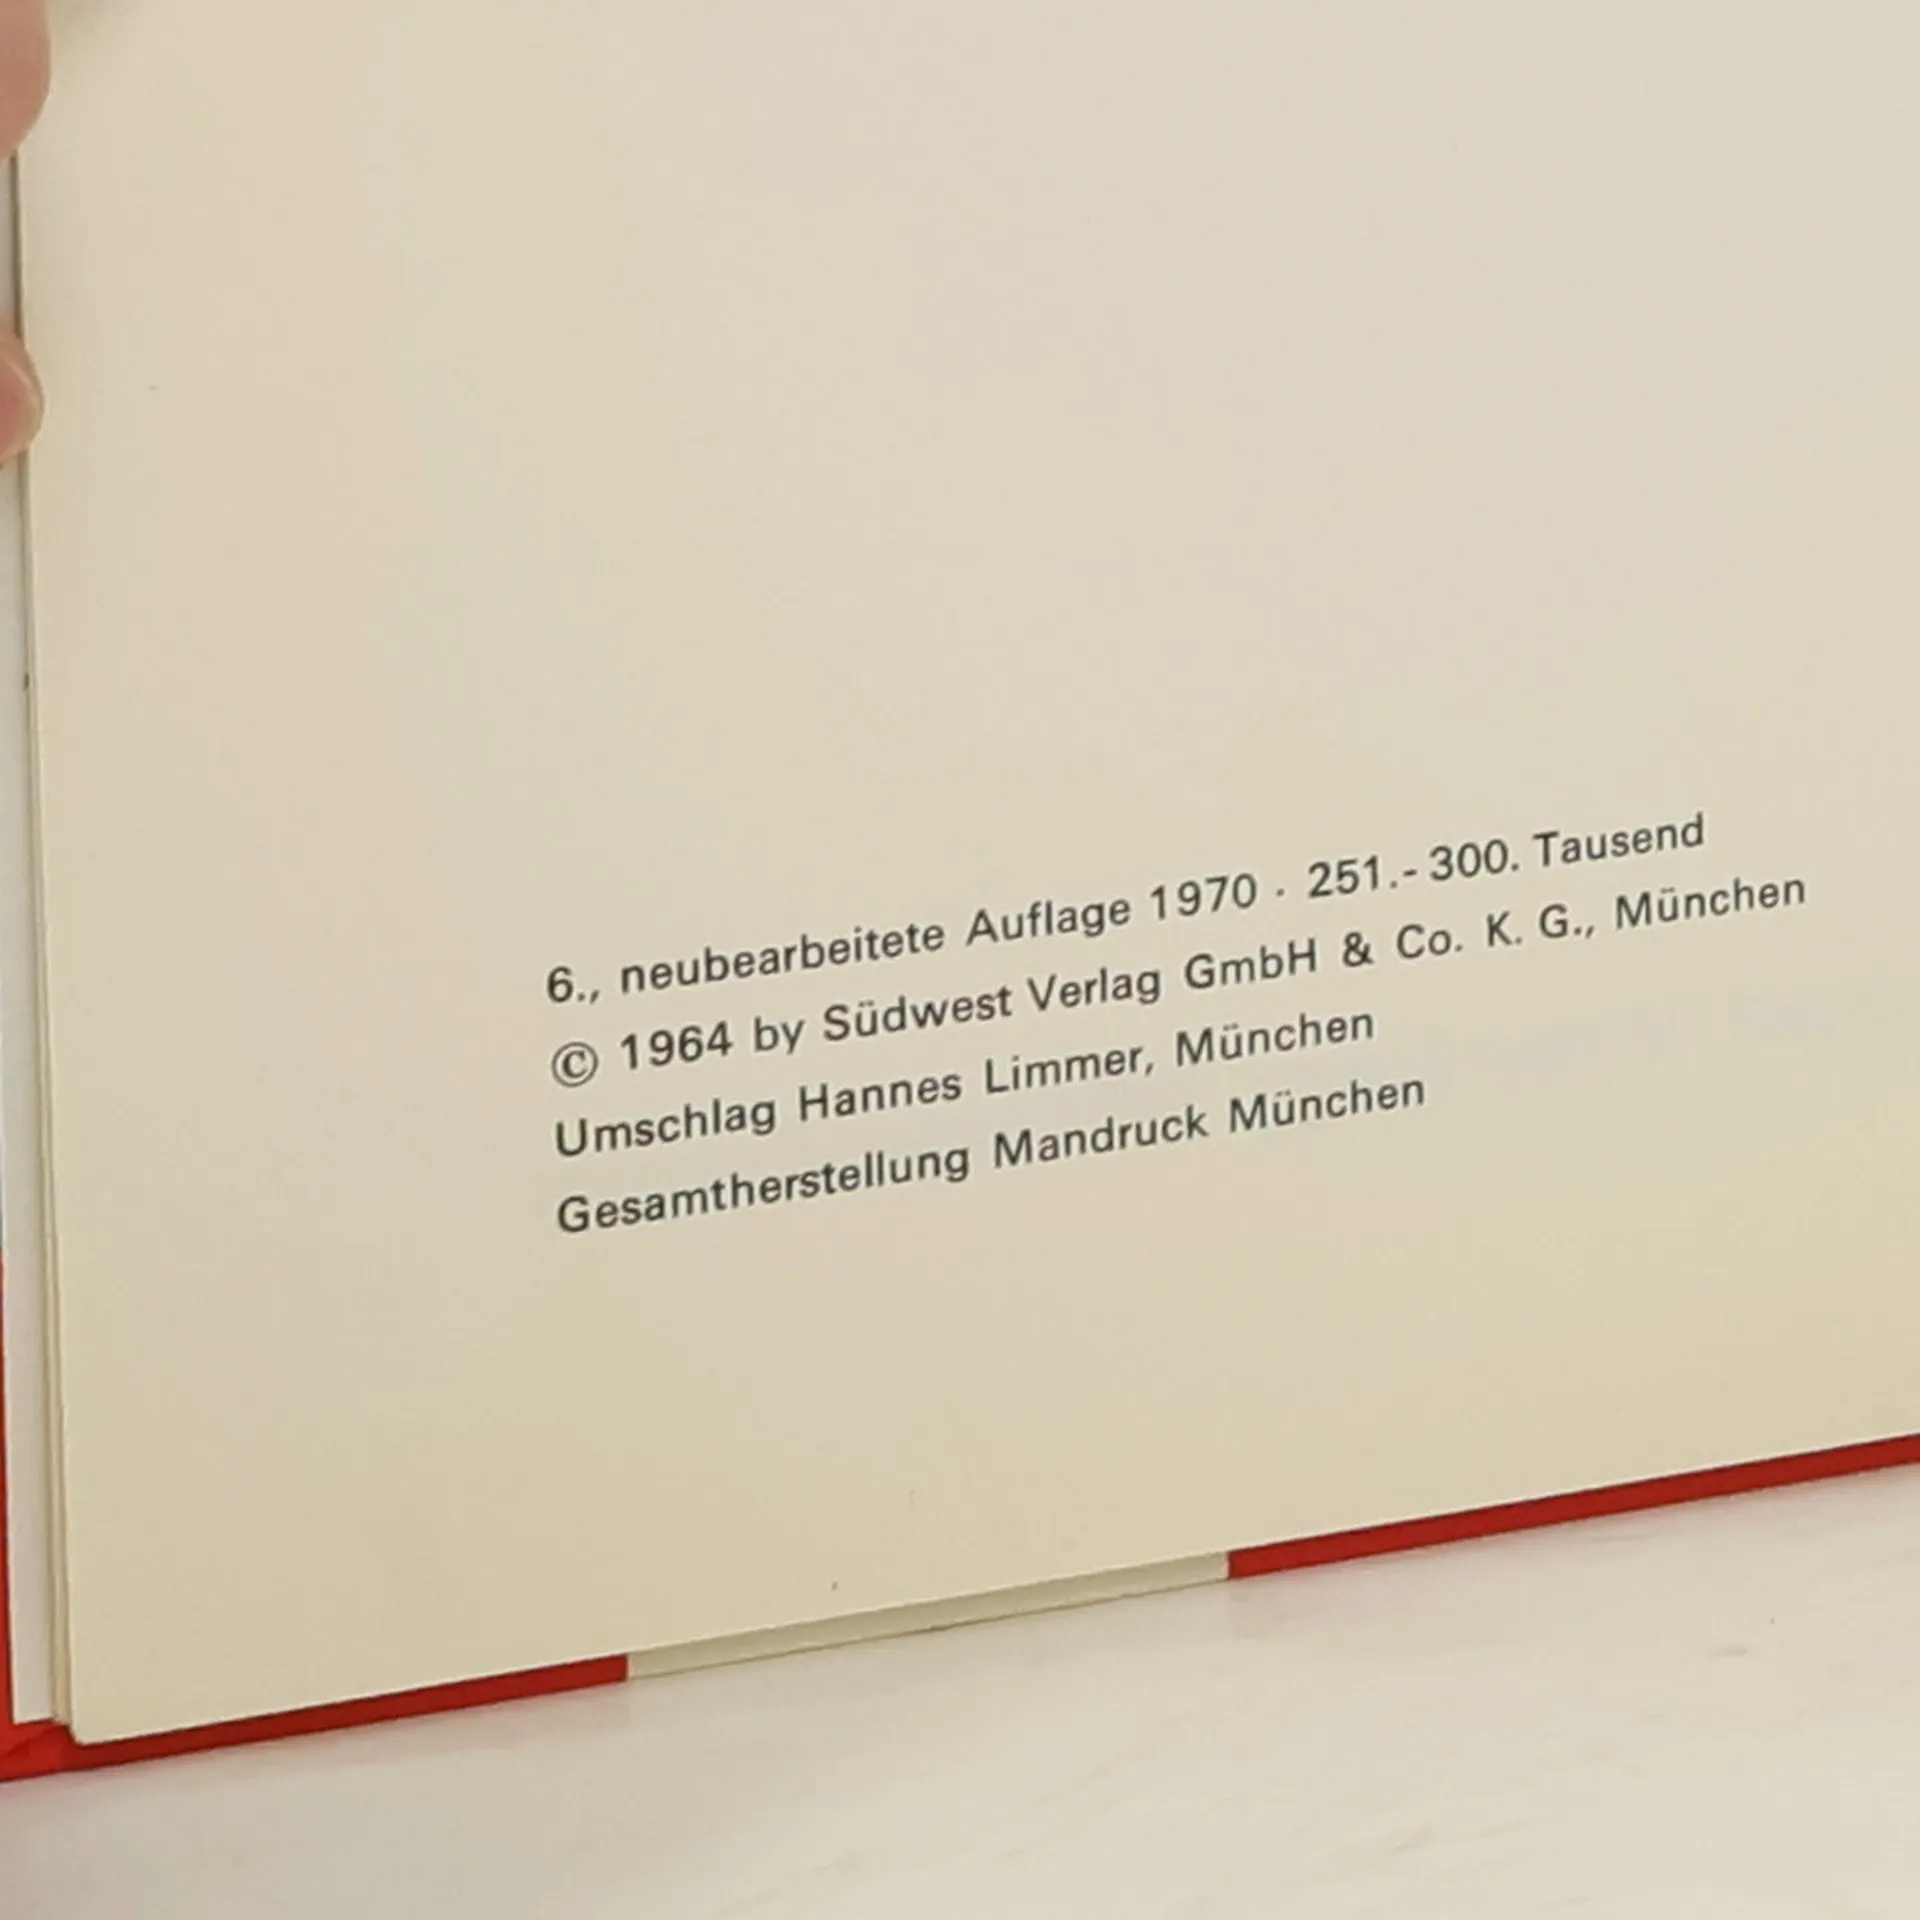 6., neubearbeitete Auflage 1970 · 251.-300. Tausend
© 1964 by Südwest Verlag GmbH & Co. K. G., München
Umschlag Hannes Limmer, München
Gesamtherstellung Mandruck München